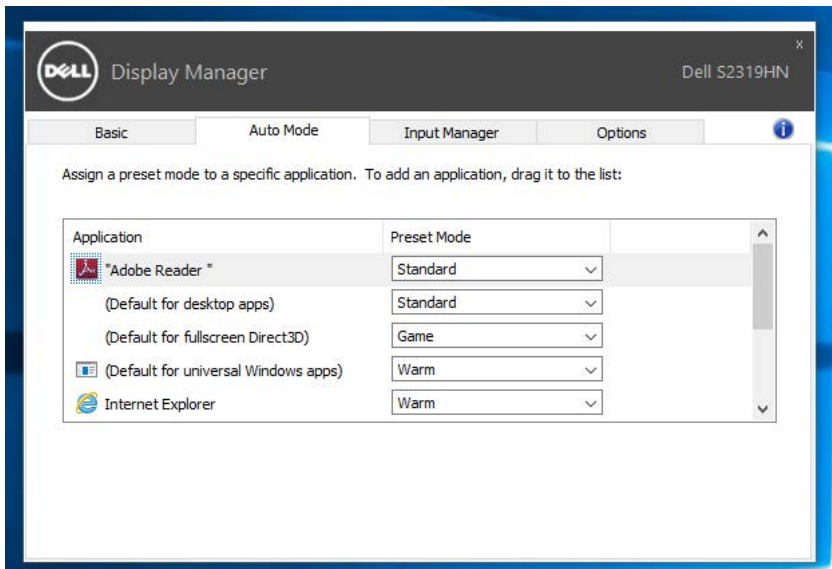 DELL Display Manager Dell S2319HN
x
Basic Auto Mode Input Manager Options
Assign a preset mode to a specific application. To add an application, drag it to the list:
Application Preset Mode
"Adobe Reader " Standard
(Default for desktop apps) Standard
(Default for fullscreen Direct3D) Game
(Default for universal Windows apps) Warm
Internet Explorer Warm